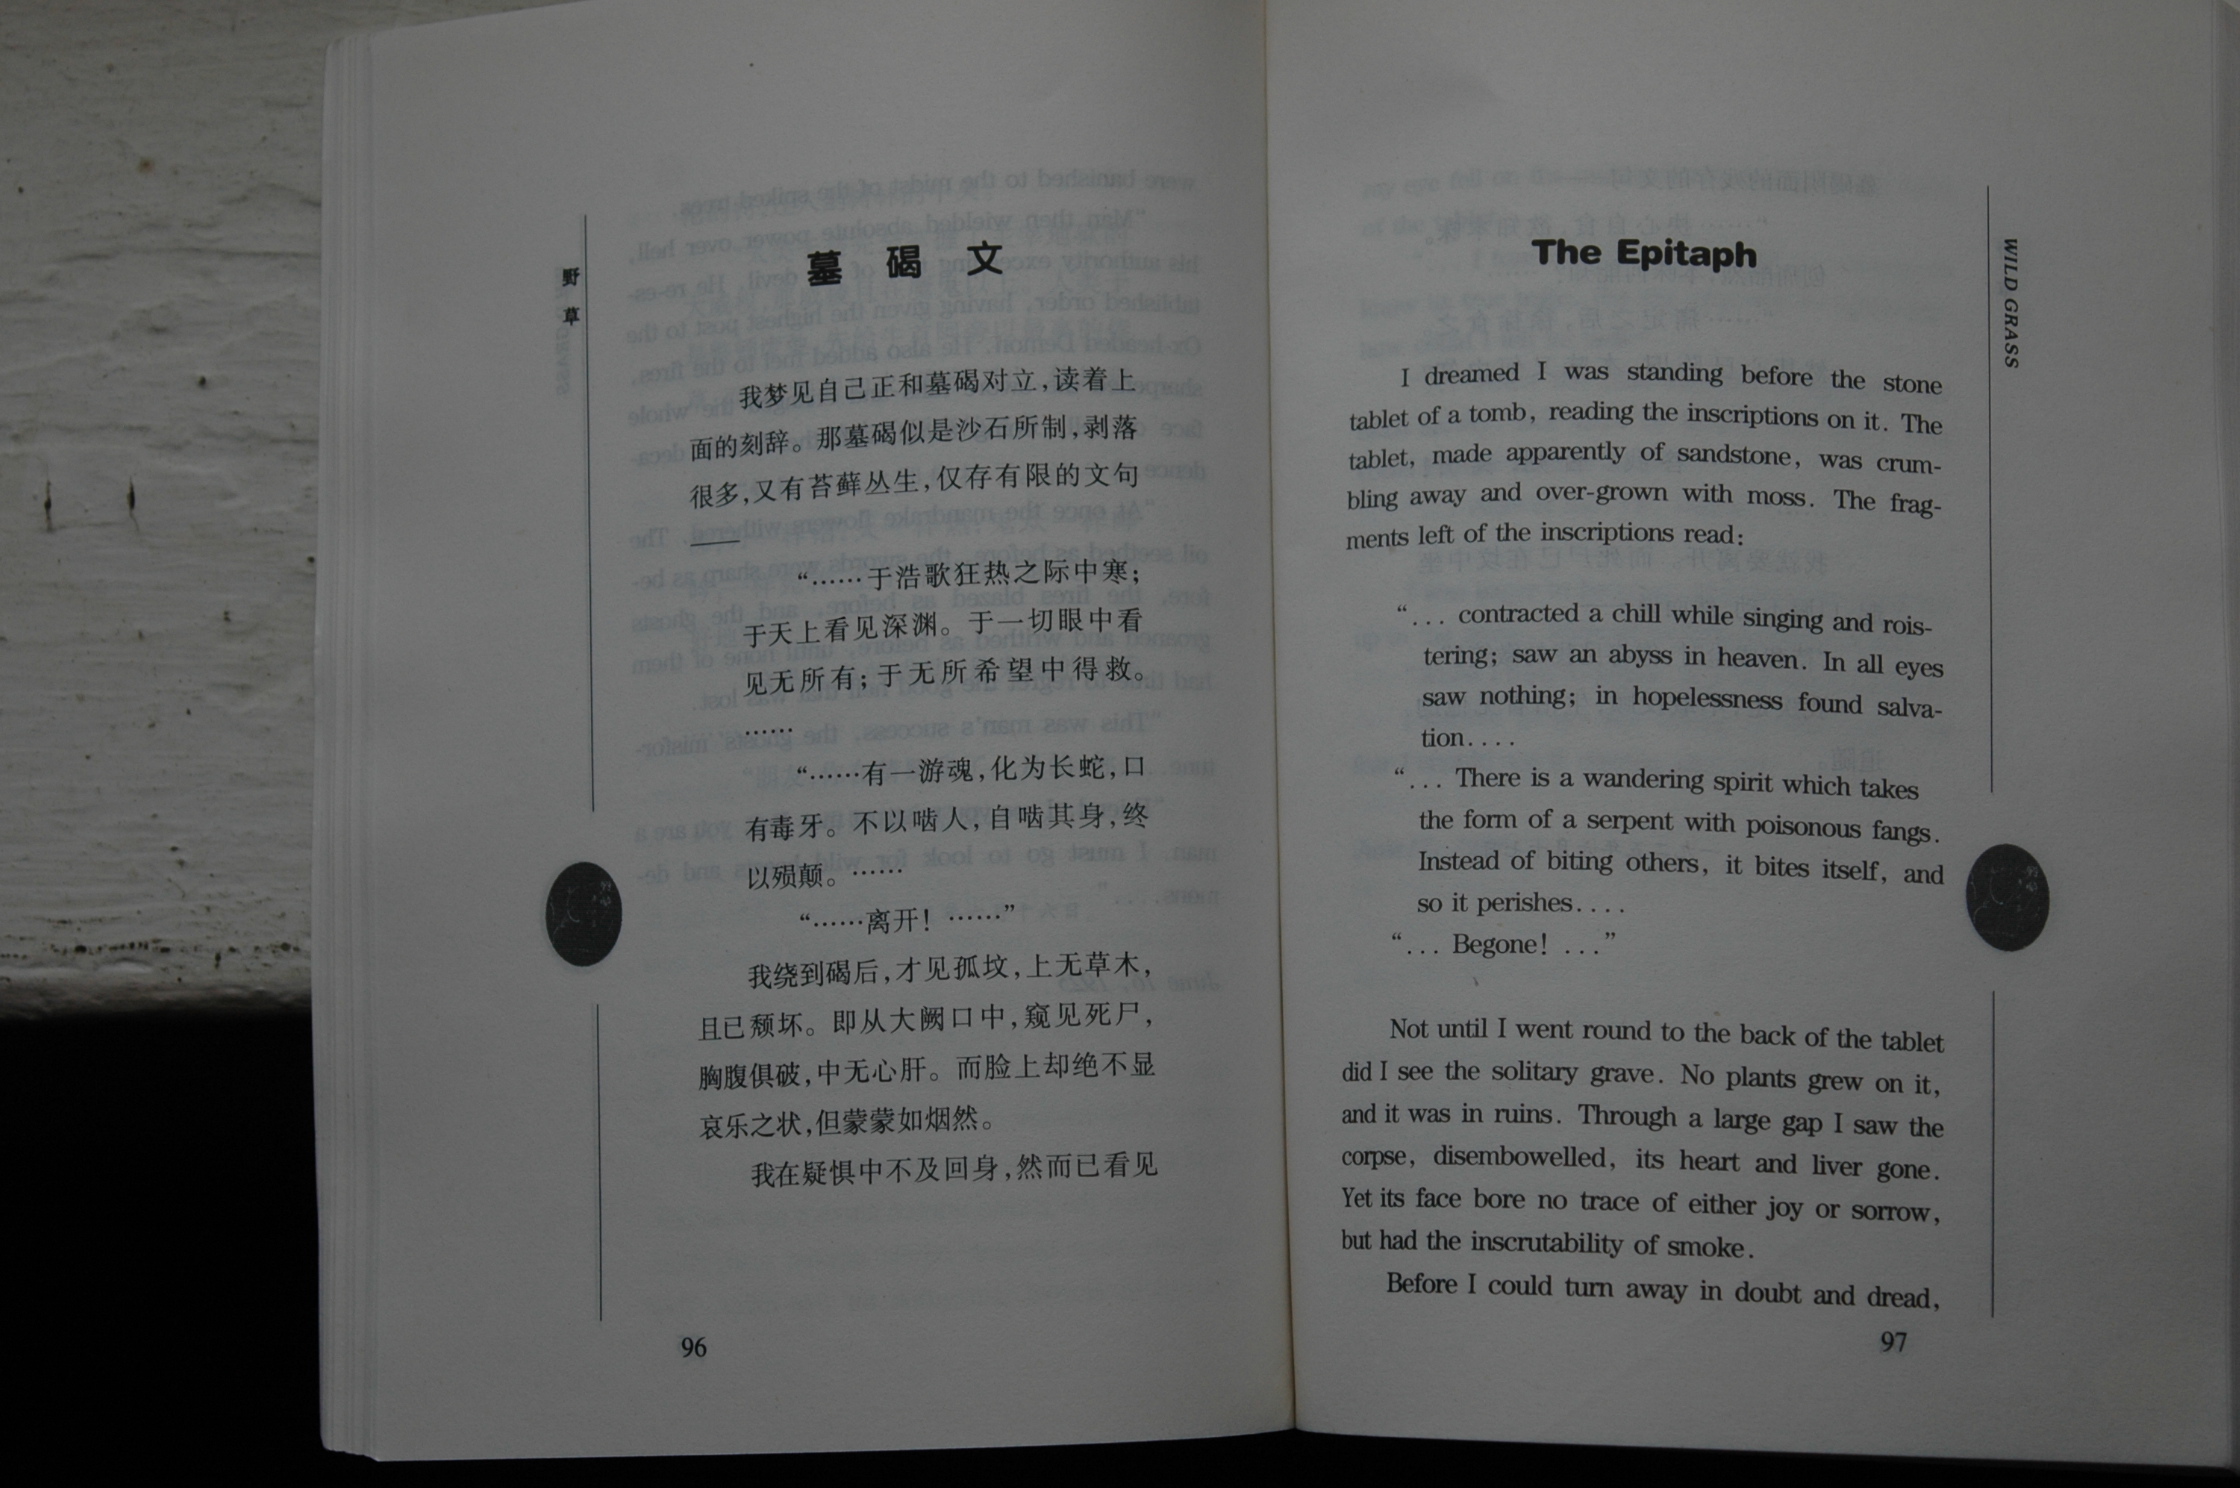 野草
墓碣文
我梦见自己正和墓碣对立,读着上
面的刻辞。那墓碣似是沙石所制,剥落
很多,又有苔藓丛生,仅存有限的文句
——
“……于浩歌狂热之际中寒;
于天上看见深渊。于一切眼中看
见无所有;于无所希望中得救。
……
“……有一游魂,化为长蛇,口
有毒牙。不以啮人,自啮其身,终
以殒颠。……
“……离开!……”
我绕到碣后,才见孤坟,上无草木,
且已颓坏。即从大阙口中,窥见死尸,
胸腹俱破,中无心肝。而脸上却绝不显
哀乐之状,但蒙蒙如烟然。
我在疑惧中不及回身,然而已看见
96
WILD GRASS
The Epitaph
I dreamed I was standing before the stone
tablet of a tomb, reading the inscriptions on it. The
tablet, made apparently of sandstone, was crum-
bling away and over-grown with moss. The frag-
ments left of the inscriptions read:
“... contracted a chill while singing and rois-
tering; saw an abyss in heaven. In all eyes
saw nothing; in hopelessness found salva-
tion....
“... There is a wandering spirit which takes
the form of a serpent with poisonous fangs.
Instead of biting others, it bites itself, and
so it perishes....
“... Begone! ...”
Not until I went round to the back of the tablet
did I see the solitary grave. No plants grew on it,
and it was in ruins. Through a large gap I saw the
corpse, disembowelled, its heart and liver gone.
Yet its face bore no trace of either joy or sorrow,
but had the inscrutability of smoke.
Before I could turn away in doubt and dread,
97